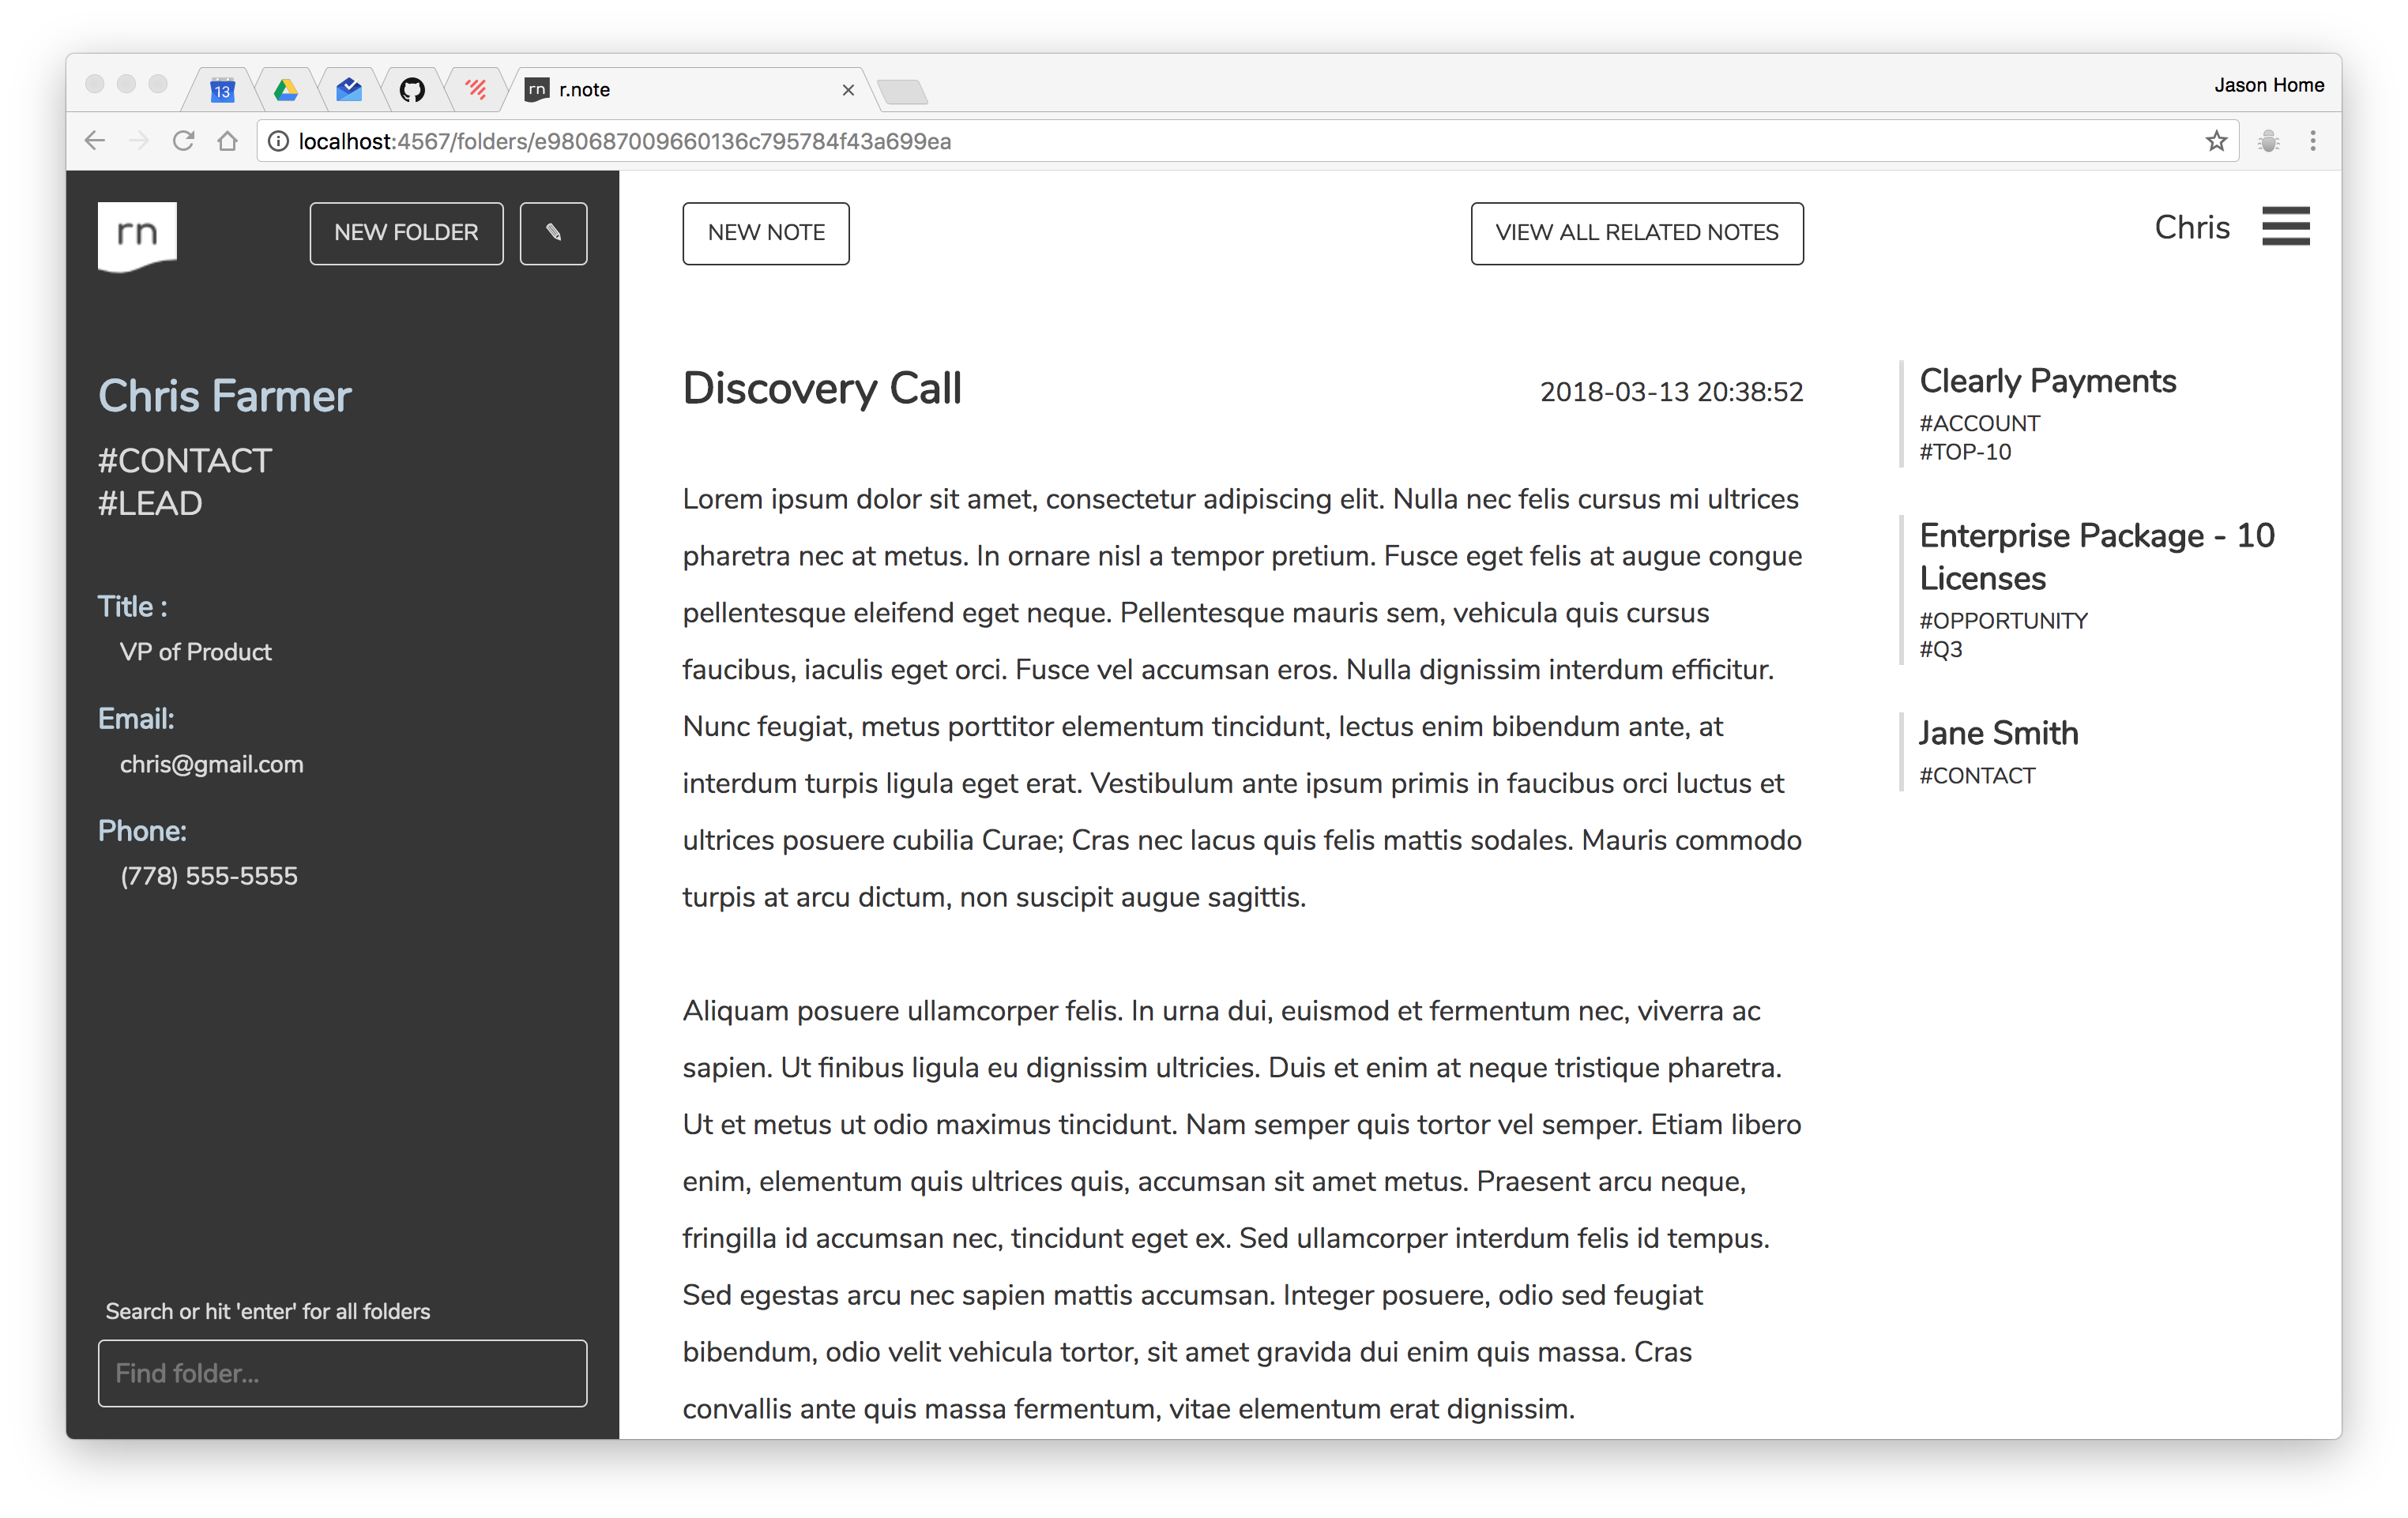 13
rn r.note
Jason Home
localhost:4567/folders/e980687009660136c795784f43a699ea
rn
NEW FOLDER
NEW NOTE
VIEW ALL RELATED NOTES
Chris
Chris Farmer
#CONTACT
#LEAD
Title :
VP of Product
Email:
chris@gmail.com
Phone:
(778) 555-5555
Search or hit 'enter' for all folders
Find folder...
Discovery Call
2018-03-13 20:38:52
Lorem ipsum dolor sit amet, consectetur adipiscing elit. Nulla nec felis cursus mi ultrices
pharetra nec at metus. In ornare nisl a tempor pretium. Fusce eget felis at augue congue
pellentesque eleifend eget neque. Pellentesque mauris sem, vehicula quis cursus
faucibus, iaculis eget orci. Fusce vel accumsan eros. Nulla dignissim interdum efficitur.
Nunc feugiat, metus porttitor elementum tincidunt, lectus enim bibendum ante, at
interdum turpis ligula eget erat. Vestibulum ante ipsum primis in faucibus orci luctus et
ultrices posuere cubilia Curae; Cras nec lacus quis felis mattis sodales. Mauris commodo
turpis at arcu dictum, non suscipit augue sagittis.
Aliquam posuere ullamcorper felis. In urna dui, euismod et fermentum nec, viverra ac
sapien. Ut finibus ligula eu dignissim ultricies. Duis et enim at neque tristique pharetra.
Ut et metus ut odio maximus tincidunt. Nam semper quis tortor vel semper. Etiam libero
enim, elementum quis ultrices quis, accumsan sit amet metus. Praesent arcu neque,
fringilla id accumsan nec, tincidunt eget ex. Sed ullamcorper interdum felis id tempus.
Sed egestas arcu nec sapien mattis accumsan. Integer posuere, odio sed feugiat
bibendum, odio velit vehicula tortor, sit amet gravida dui enim quis massa. Cras
convallis ante quis massa fermentum, vitae elementum erat dignissim.
Clearly Payments
#ACCOUNT
#TOP-10
Enterprise Package - 10
Licenses
#OPPORTUNITY
#Q3
Jane Smith
#CONTACT